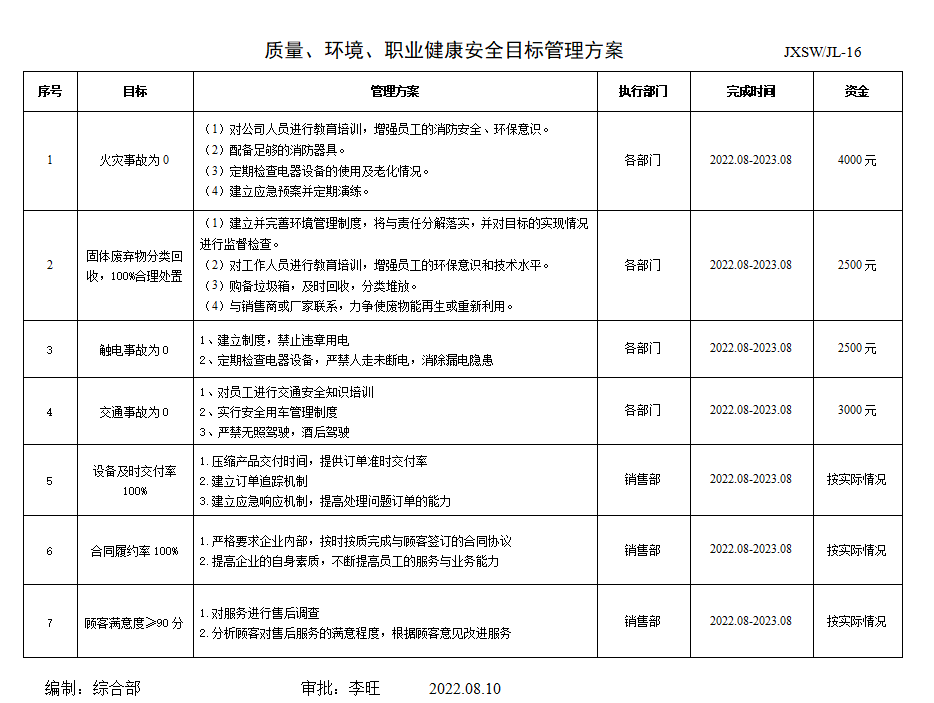 质量、环境、职业健康安全目标管理方案 JXSW/JL-16
序号 目标 管理方案 执行部门 完成时间 资金
1 火灾事故为0
（1）对公司人员进行教育培训，增强员工的消防安全、环保意识。
（2）配备足够的消防器具。
（3）定期检查电器设备的使用及老化情况。
（4）建立应急预案并定期演练。
各部门 2022.08-2023.08 4000元
2
固体废弃物分类回
收，100%合理处置
（1）建立并完善环境管理制度，将与责任分解落实，并对目标的实现情况
进行监督检查。
（2）对工作人员进行教育培训，增强员工的环保意识和技术水平。
（3）购备垃圾箱，及时回收，分类堆放。
（4）与销售商或厂家联系，力争使废物能再生或重新利用。
各部门 2022.08-2023.08 2500元
3 触电事故为0
1、建立制度，禁止违章用电
2、定期检查电器设备，严禁人走未断电，消除漏电隐患
各部门 2022.08-2023.08 2500元
4 交通事故为0
1、对员工进行交通安全知识培训
2、实行安全用车管理制度
3、严禁无照驾驶，酒后驾驶
各部门 2022.08-2023.08 3000元
5
设备及时交付率
100%
1.压缩产品交付时间，提供订单准时交付率
2.建立订单追踪机制
3.建立应急响应机制，提高处理问题订单的能力
销售部 2022.08-2023.08 按实际情况
6 合同履约率100%
1.严格要求企业内部，按时按质完成与顾客签订的合同协议
2.提高企业的自身素质，不断提高员工的服务与业务能力
销售部 2022.08-2023.08 按实际情况
7 顾客满意度≥90分
1.对服务进行售后调查
2.分析顾客对售后服务的满意程度，根据顾客意见改进服务
销售部 2022.08-2023.08 按实际情况
编制：综合部 审批：李旺 2022.08.10